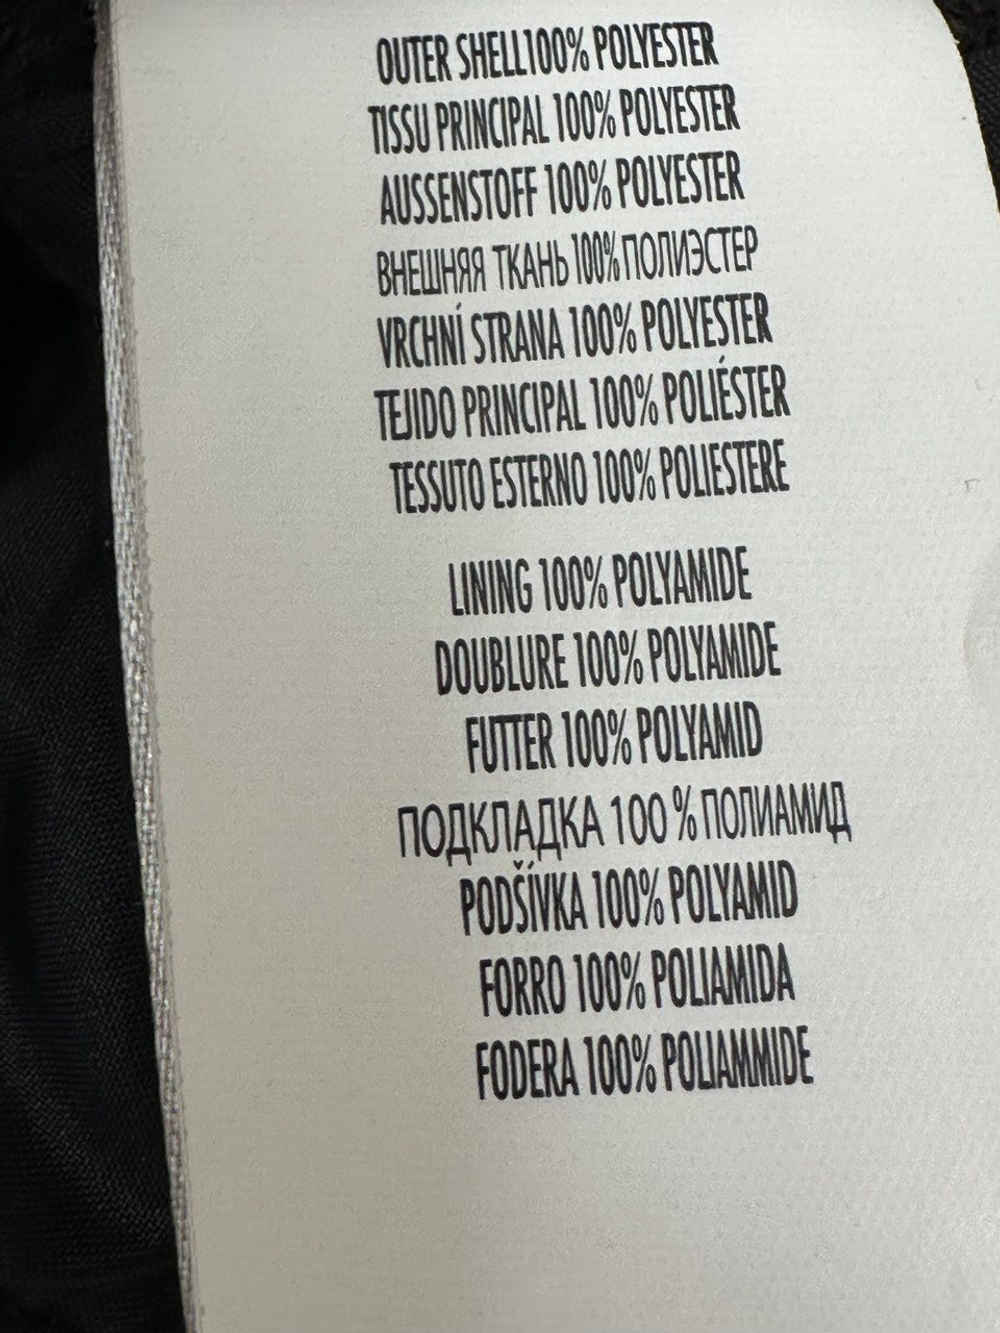 OUTER SHELL100% POLYESTER
TISSU PRINCIPAL 100% POLYESTER
AUSSENSTOFF 100% POLYESTER
ВНЕШНЯЯ ТКАНЬ 100% ПОЛИЭСТЕР
VRCHNÍ STRANA 100% POLYESTER
TEJIDO PRINCIPAL 100% POLIÉSTER
TESSUTO ESTERNO 100% POLIESTERE
LINING 100% POLYAMIDE
DOUBLURE 100% POLYAMIDE
FUTTER 100% POLYAMID
ПОДКЛАДКА 100 % ПОЛИАМИД
PODŠÍVKA 100% POLYAMID
FORRO 100% POLIAMIDA
FODERA 100% POLIAMMIDE